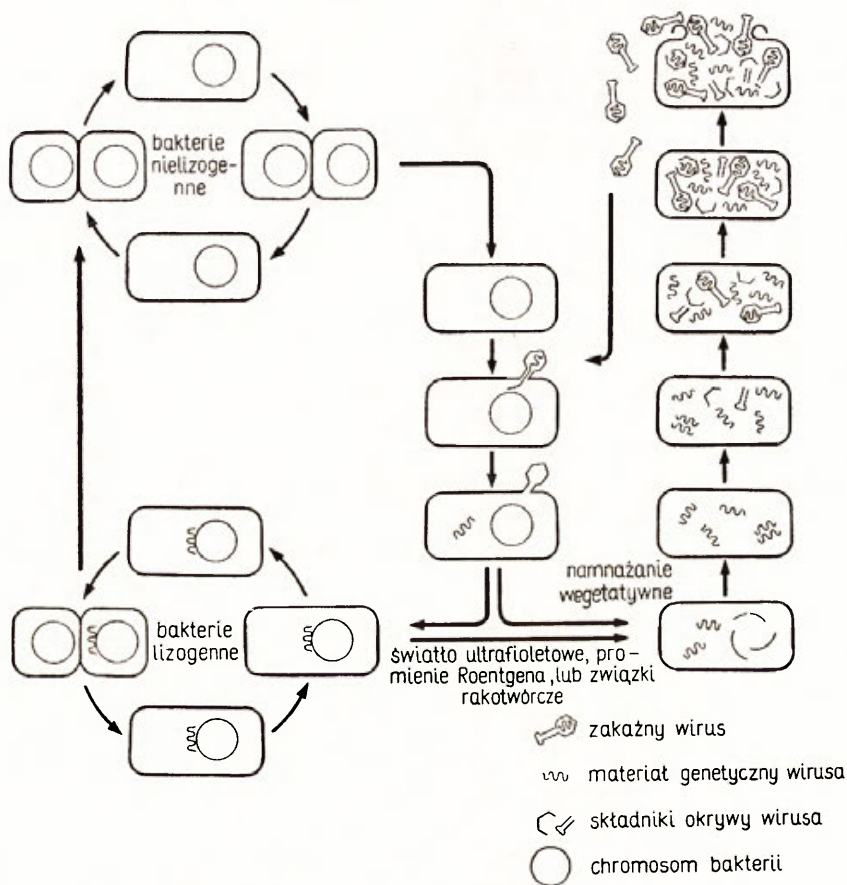 bakterie
nielizoge-
nne
namnażanie
wegetatywne
bakterie
lizogenne
światło ultrafioletowe, pro-
mienie Roentgena, lub związki
rakotwórcze
zakaźny wirus
materiał genetyczny wirusa
składniki okrywy wirusa
chromosom bakterii